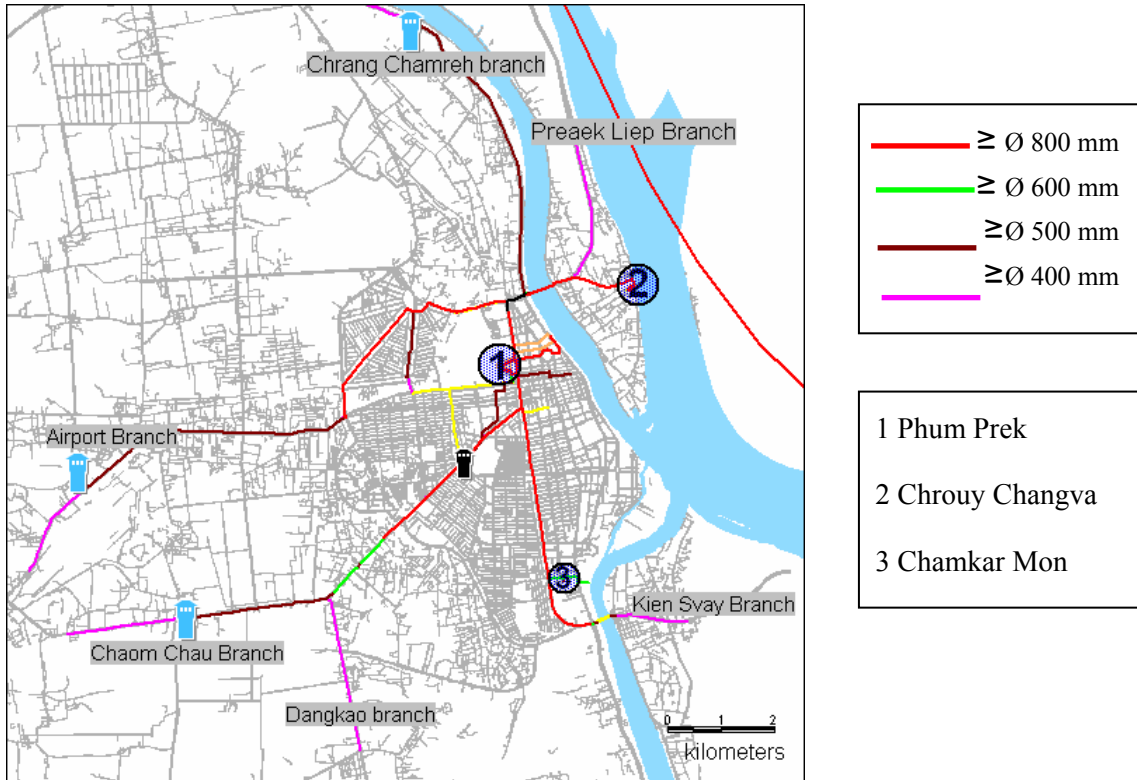 Chrang Chamreh branch
Preaek Liep Branch
2
1
Airport Branch
3
Kien Svay Branch
Chaom Chau Branch
Dangkao branch
0 1 2
kilometers
≥ Ø 800 mm
≥ Ø 600 mm
≥Ø 500 mm
≥Ø 400 mm
1 Phum Prek
2 Chrouy Changva
3 Chamkar Mon